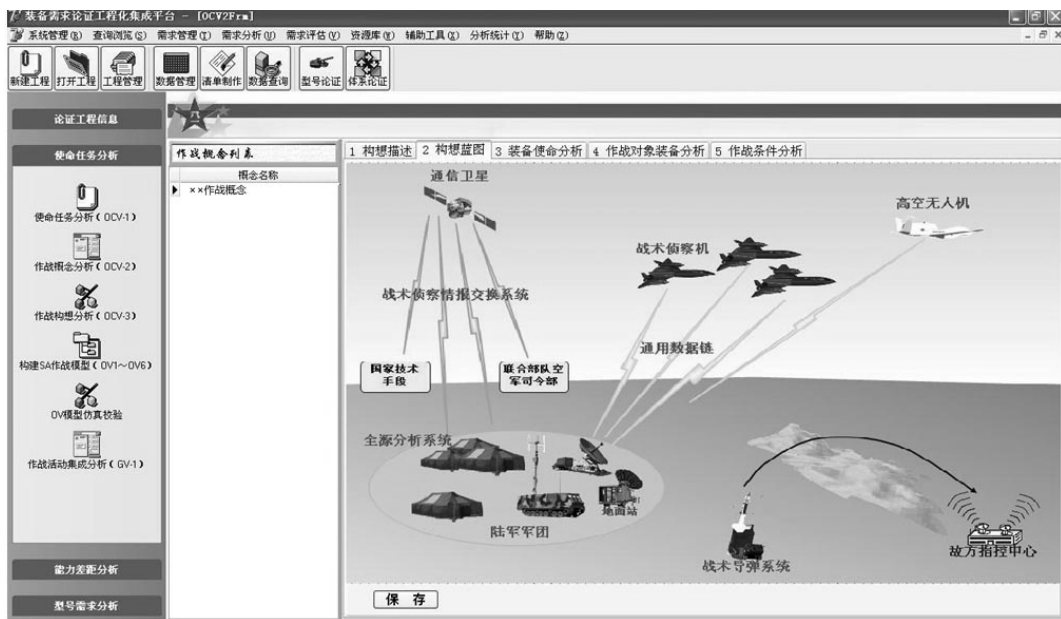 装备需求论证工程化集成平台 - [OCV2Frm]
系统管理(R) 查询浏览(S) 需求管理(T) 需求分析(U) 需求评估(V) 资源库(W) 辅助工具(X) 分析统计(Y) 帮助(Z)
新建工程 打开工程 工程管理 数据管理 清单制作 数据查询 型号论证 体系论证
论证工程信息
使命任务分析
使命任务分析(OCV-1)
作战概念分析(OCV-2)
作战构想分析(OCV-3)
构建SA作战模型(OV1～OV6)
OV模型仿真校验
作战活动集成分析(GV-1)
能力差距分析
型号需求分析
作战概念列表
概念名称
××作战概念
1 构想描述 2 构想蓝图 3 装备使命分析 4 作战对象装备分析 5 作战条件分析
通信卫星
高空无人机
战术侦察机
战术侦察情报交换系统
通用数据链
国家技术
手段
联合部队空
军司令部
全源分析系统
地面站
陆军军团
战术导弹系统
敌方指控中心
保 存